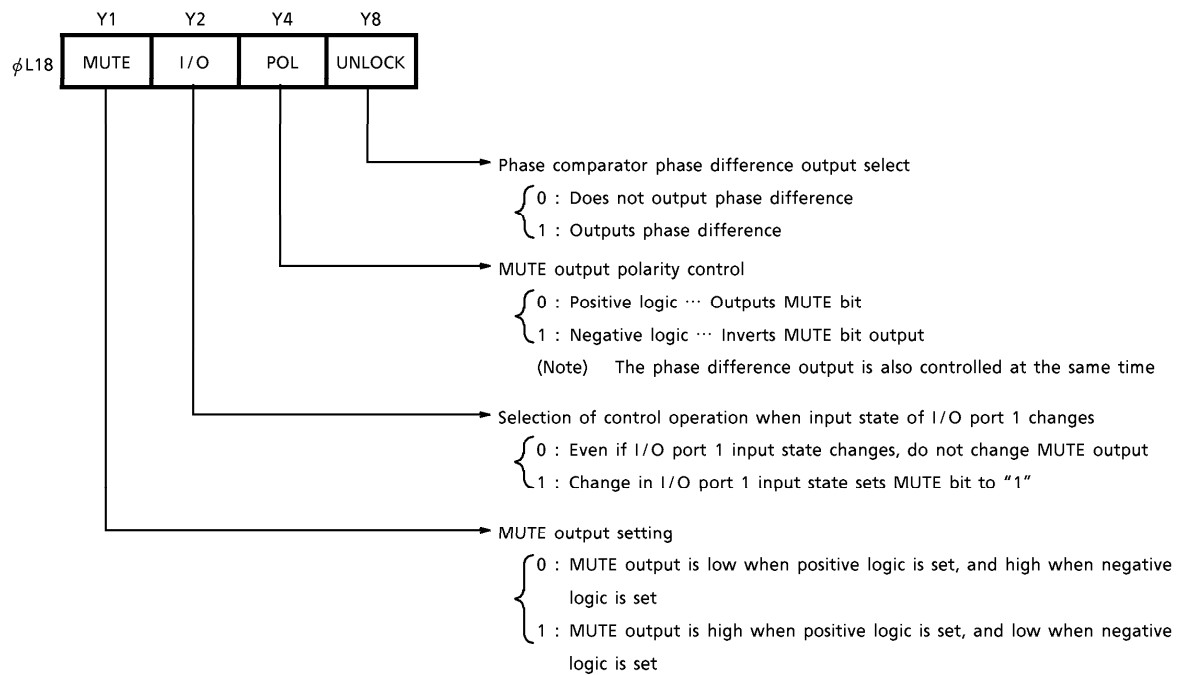 Y1 Y2 Y4 Y8
ϕL18 MUTE I/O POL UNLOCK
Phase comparator phase difference output select
0 : Does not output phase difference
1 : Outputs phase difference
MUTE output polarity control
0 : Positive logic ··· Outputs MUTE bit
1 : Negative logic ··· Inverts MUTE bit output
(Note) The phase difference output is also controlled at the same time
Selection of control operation when input state of I/O port 1 changes
0 : Even if I/O port 1 input state changes, do not change MUTE output
1 : Change in I/O port 1 input state sets MUTE bit to “1”
MUTE output setting
0 : MUTE output is low when positive logic is set, and high when negative
logic is set
1 : MUTE output is high when positive logic is set, and low when negative
logic is set